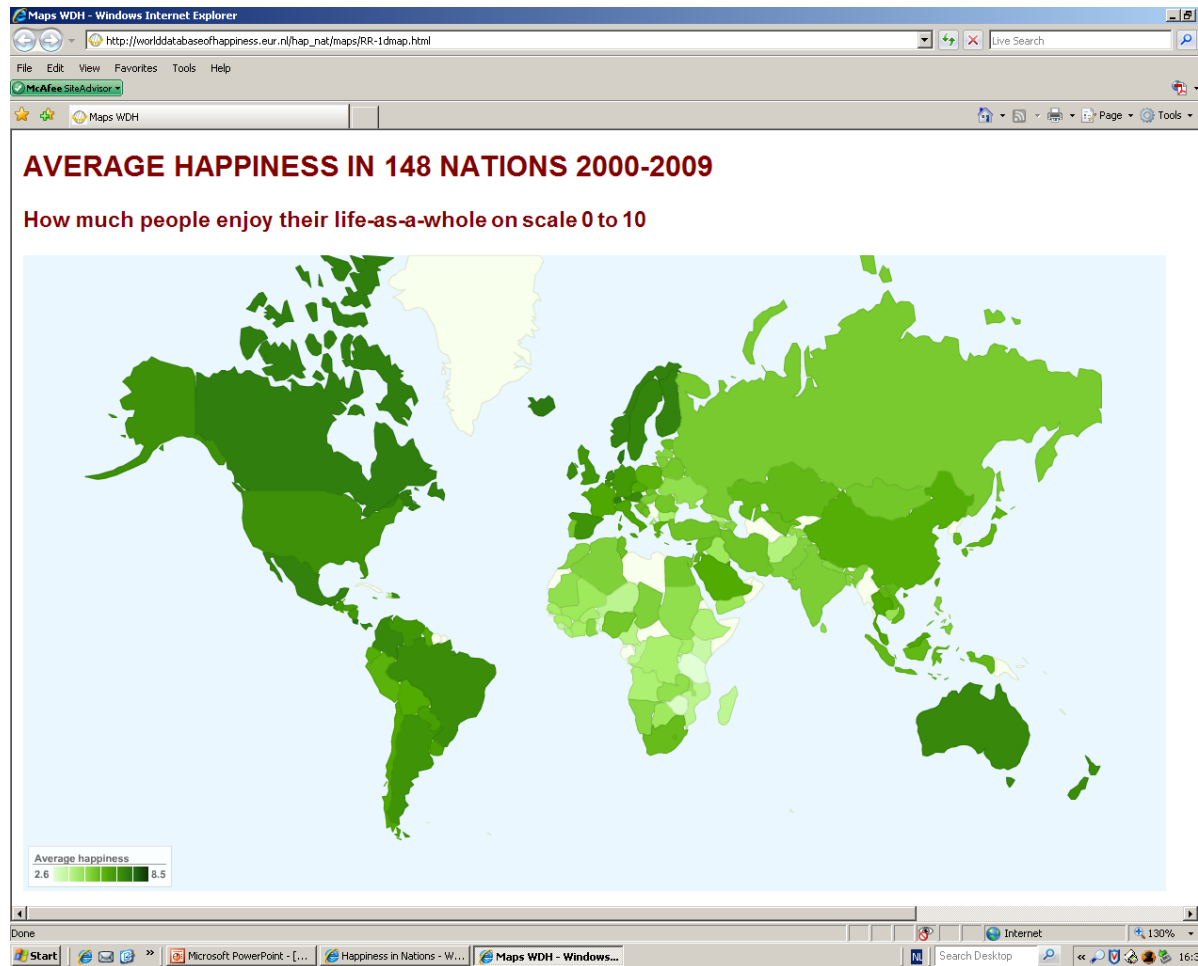 Maps WDH - Windows Internet Explorer
http://worlddatabaseofhappiness.eur.nl/hap_nat/maps/RR-1dmap.html
Live Search
File Edit View Favorites Tools Help
McAfee SiteAdvisor
Maps WDH
Page Tools
AVERAGE HAPPINESS IN 148 NATIONS 2000-2009
How much people enjoy their life-as-a-whole on scale 0 to 10
Average happiness
2.6 8.5
Done
Internet
130%
Start
Microsoft PowerPoint - [...
Happiness in Nations - W...
Maps WDH - Windows...
NL
Search Desktop